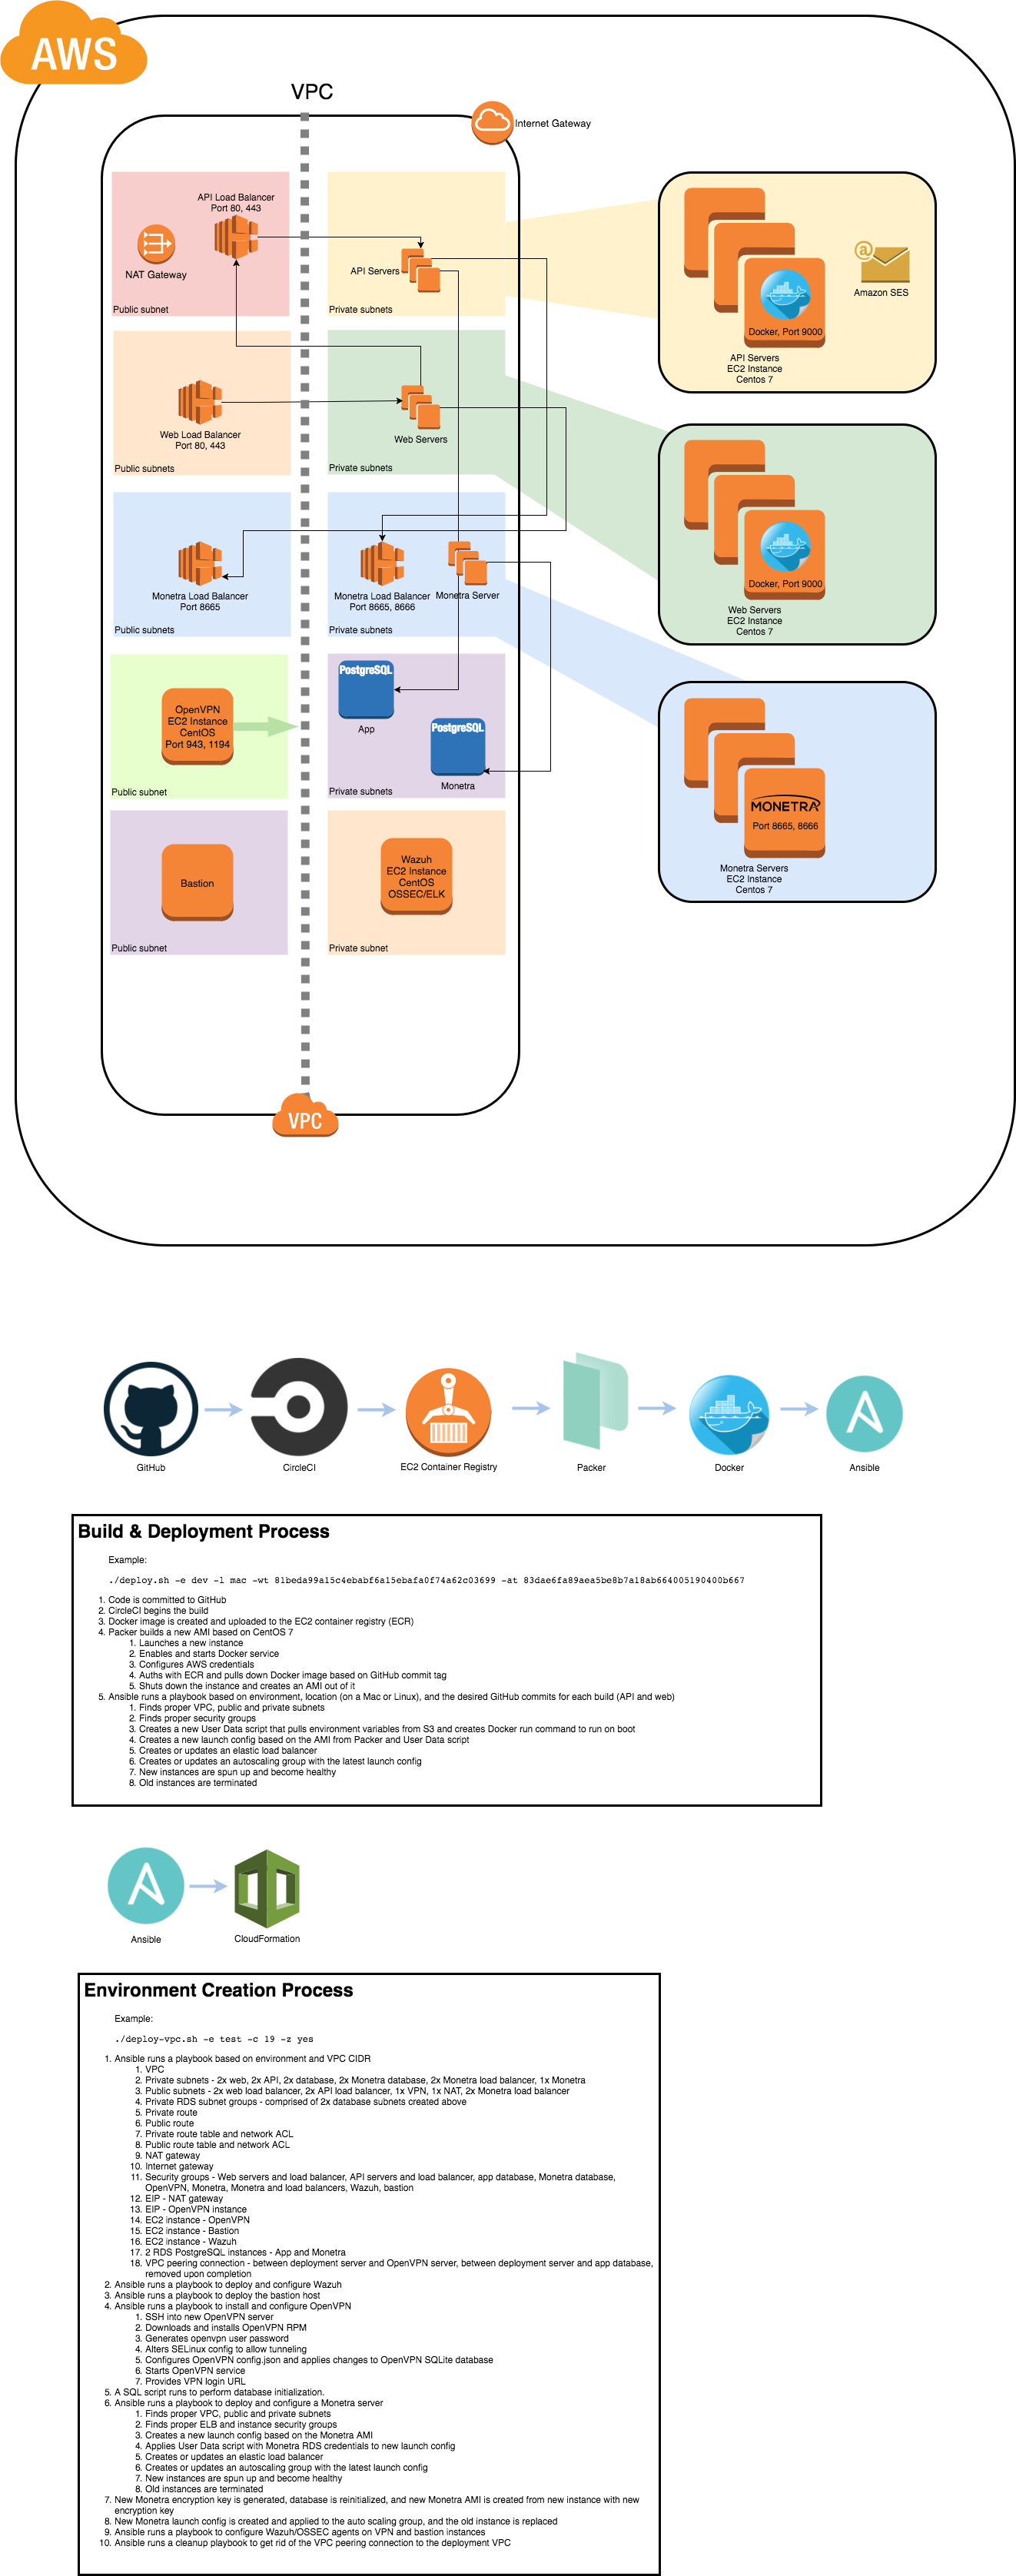 AWS
VPC
Internet Gateway
API Load Balancer
Port 80, 443
NAT Gateway
Public subnet
API Servers
Private subnets
Docker, Port 9000
API Servers
EC2 Instance
Centos 7
Amazon SES
Web Load Balancer
Port 80, 443
Public subnets
Web Servers
Private subnets
Docker, Port 9000
Web Servers
EC2 Instance
Centos 7
Monetra Load Balancer
Port 8665
Public subnets
Monetra Load Balancer
Port 8665, 8666
Monetra Server
Private subnets
MONETRA
Port 8665, 8666
Monetra Servers
EC2 Instance
Centos 7
OpenVPN
EC2 Instance
CentOS
Port 943, 1194
Public subnet
PostgreSQL
App
PostgreSQL
Monetra
Private subnets
Bastion
Public subnet
Wazuh
EC2 Instance
CentOS
OSSEC/ELK
Private subnet
VPC
GitHub
CircleCI
EC2 Container Registry
Packer
Docker
Ansible
Build & Deployment Process
Example:
./deploy.sh -e dev -l mac -wt 81beda99a15c4ebabf6a15ebafa0f74a62c03699 -at 83dae6fa89aea5be8b7a18ab664005190400b667
1. Code is committed to GitHub
2. CircleCI begins the build
3. Docker image is created and uploaded to the EC2 container registry (ECR)
4. Packer builds a new AMI based on CentOS 7
1. Launches a new instance
2. Enables and starts Docker service
3. Configures AWS credentials
4. Auths with ECR and pulls down Docker image based on GitHub commit tag
5. Shuts down the instance and creates an AMI out of it
5. Ansible runs a playbook based on environment, location (on a Mac or Linux), and the desired GitHub commits for each build (API and web)
1. Finds proper VPC, public and private subnets
2. Finds proper security groups
3. Creates a new User Data script that pulls environment variables from S3 and creates Docker run command to run on boot
4. Creates a new launch config based on the AMI from Packer and User Data script
5. Creates or updates an elastic load balancer
6. Creates or updates an autoscaling group with the latest launch config
7. New instances are spun up and become healthy
8. Old instances are terminated
Ansible
CloudFormation
Environment Creation Process
Example:
./deploy-vpc.sh -e test -c 19 -z yes
1. Ansible runs a playbook based on environment and VPC CIDR
1. VPC
2. Private subnets - 2x web, 2x API, 2x database, 2x Monetra database, 2x Monetra load balancer, 1x Monetra
3. Public subnets - 2x web load balancer, 2x API load balancer, 1x VPN, 1x NAT, 2x Monetra load balancer
4. Private RDS subnet groups - comprised of 2x database subnets created above
5. Private route
6. Public route
7. Private route table and network ACL
8. Public route table and network ACL
9. NAT gateway
10. Internet gateway
11. Security groups - Web servers and load balancer, API servers and load balancer, app database, Monetra database,
OpenVPN, Monetra, Monetra and load balancers, Wazuh, bastion
12. EIP - NAT gateway
13. EIP - OpenVPN instance
14. EC2 instance - OpenVPN
15. EC2 instance - Bastion
16. EC2 instance - Wazuh
17. 2 RDS PostgreSQL instances - App and Monetra
18. VPC peering connection - between deployment server and OpenVPN server, between deployment server and app database,
removed upon completion
2. Ansible runs a playbook to deploy and configure Wazuh
3. Ansible runs a playbook to deploy the bastion host
4. Ansible runs a playbook to install and configure OpenVPN
1. SSH into new OpenVPN server
2. Downloads and installs OpenVPN RPM
3. Generates openvpn user password
4. Alters SELinux config to allow tunneling
5. Configures OpenVPN config.json and applies changes to OpenVPN SQLite database
6. Starts OpenVPN service
7. Provides VPN login URL
5. A SQL script runs to perform database initialization.
6. Ansible runs a playbook to deploy and configure a Monetra server
1. Finds proper VPC, public and private subnets
2. Finds proper ELB and instance security groups
3. Creates a new launch config based on the Monetra AMI
4. Applies User Data script with Monetra RDS credentials to new launch config
5. Creates or updates an elastic load balancer
6. Creates or updates an autoscaling group with the latest launch config
7. New instances are spun up and become healthy
8. Old instances are terminated
7. New Monetra encryption key is generated, database is reinitialized, and new Monetra AMI is created from new instance with new
encryption key
8. New Monetra launch config is created and applied to the auto scaling group, and the old instance is replaced
9. Ansible runs a playbook to configure Wazuh/OSSEC agents on VPN and bastion instances
10. Ansible runs a cleanup playbook to get rid of the VPC peering connection to the deployment VPC